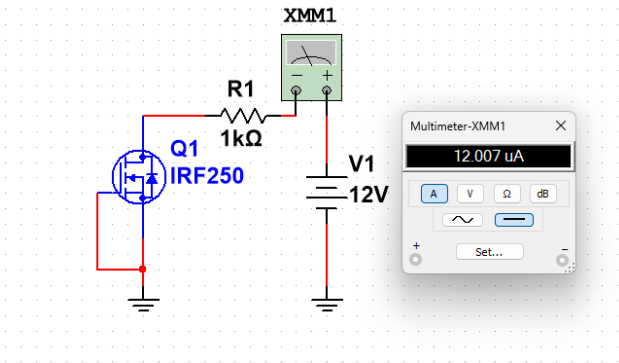 XMM1
R1
1kΩ
Q1
IRF250
V1
12V
Multimeter-XMM1
12.007 uA
A V Ω dB
+ Set... −